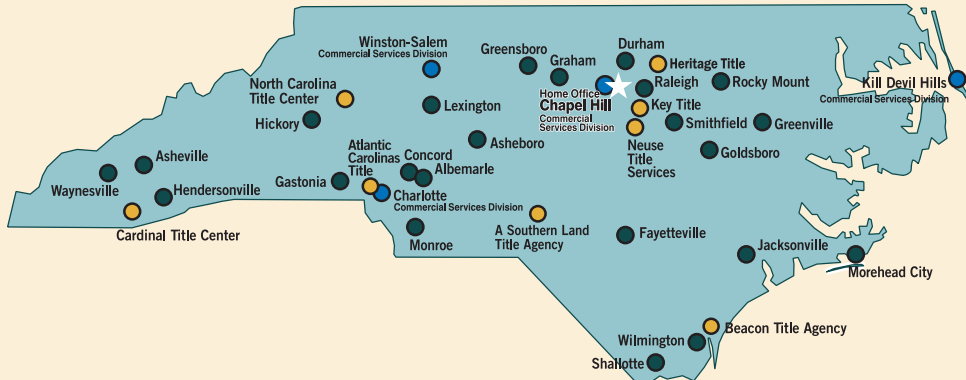 Winston-Salem
Commercial Services Division
Greensboro
Durham
Graham
Heritage Title
North Carolina
Title Center
Home Office
Chapel Hill
Commercial
Services Division
Raleigh
Rocky Mount
Kill Devil Hills
Commercial Services Division
Lexington
Key Title
Hickory
Smithfield
Greenville
Asheboro
Neuse
Title
Services
Goldsboro
Atlantic
Carolinas
Title
Concord
Albemarle
Asheville
Waynesville
Hendersonville
Gastonia
Charlotte
Commercial Services Division
Cardinal Title Center
Monroe
A Southern Land
Title Agency
Fayetteville
Jacksonville
Morehead City
Beacon Title Agency
Wilmington
Shallotte